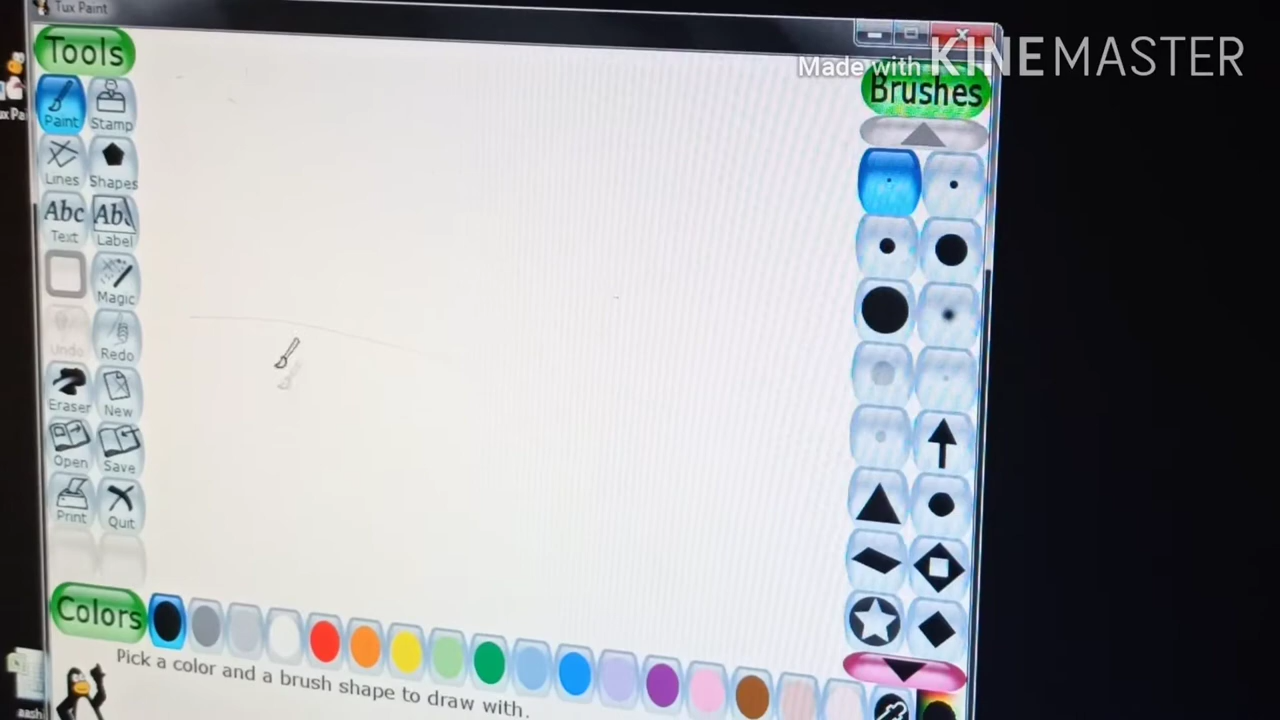 Tux Paint
Made with KINEMASTER
Tools
Brushes
Paint
Stamp
Lines
Shapes
Abc
Abc
Text
Label
Magic
Undo
Redo
Eraser
New
Open
Save
Print
Quit
Colors
Pick a color and a brush shape to draw with.
aash